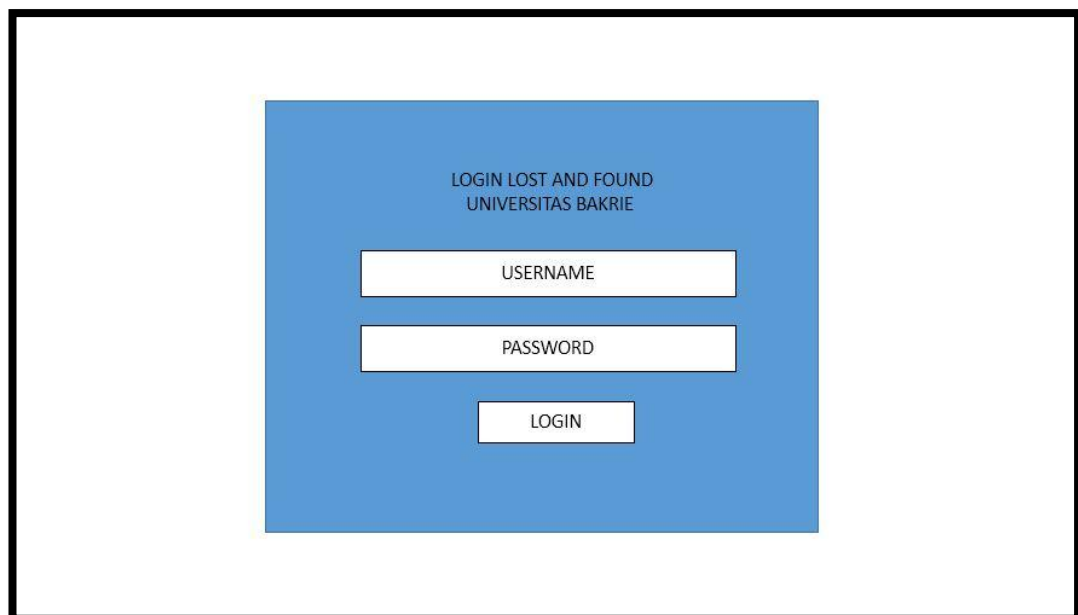 LOGIN LOST AND FOUND
UNIVERSITAS BAKRIE
USERNAME
PASSWORD
LOGIN